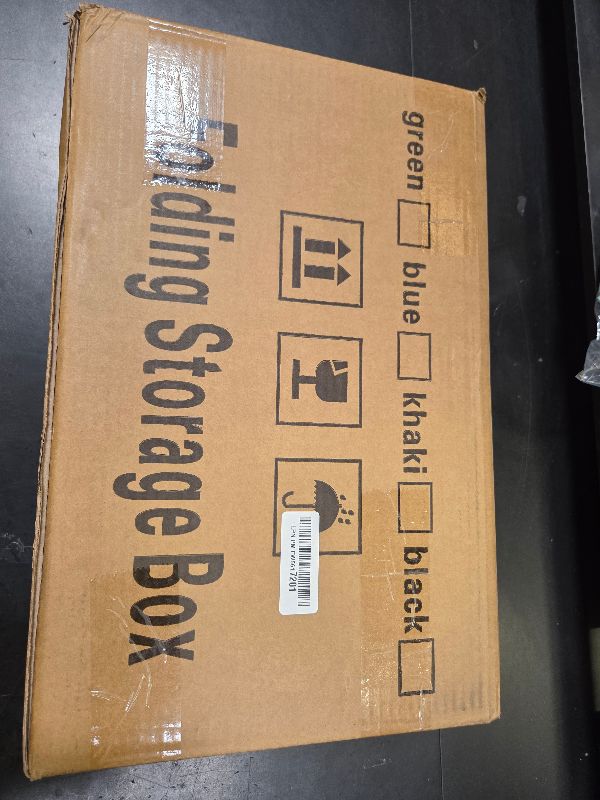 green blue khaki black
Folding Storage Box